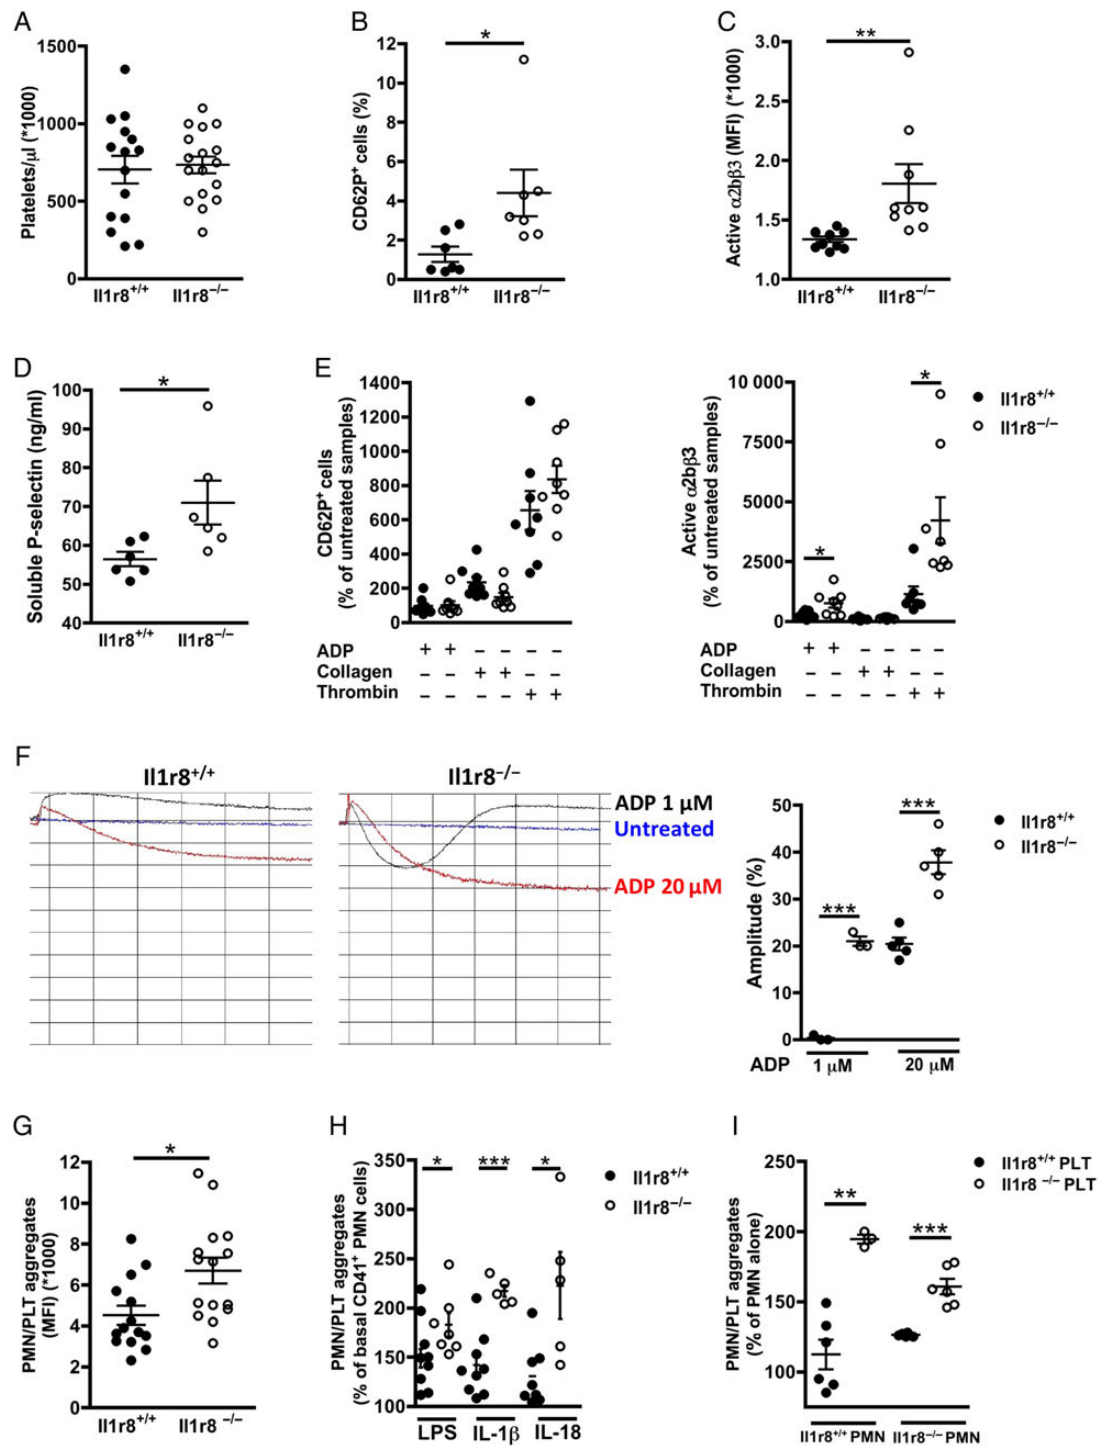 A
Platelets/µl (*1000)
1500
1000
500
0
Il1r8+/+ Il1r8−/−
B
CD62P+ cells (%)
12
10
8
6
4
2
0
*
Il1r8+/+ Il1r8−/−
C
Active α2bβ3 (MFI) (*1000)
3.0
2.5
2.0
1.5
1.0
**
Il1r8+/+ Il1r8−/−
D
Soluble P-selectin (ng/ml)
100
90
80
70
60
50
40
*
Il1r8+/+ Il1r8−/−
E
CD62P+ cells
(% of untreated samples)
1400
1200
1000
800
600
400
200
0
ADP + + − − − −
Collagen − − + + − −
Thrombin − − − − + +
Active α2bβ3
(% of untreated samples)
10 000
7500
5000
2500
0
*
*
Il1r8+/+
Il1r8−/−
ADP + + − − − −
Collagen − − + + − −
Thrombin − − − − + +
F
Il1r8+/+
Il1r8−/−
ADP 1 µM
Untreated
ADP 20 µM
Amplitude (%)
50
40
30
20
10
0
***
***
Il1r8+/+
Il1r8−/−
ADP 1 µM 20 µM
G
PMN/PLT aggregates
(MFI) (*1000)
12
10
8
6
4
2
0
*
Il1r8+/+ Il1r8 −/−
H
PMN/PLT aggregates
(% of basal CD41+ PMN cells)
350
300
250
200
150
100
* *** *
Il1r8+/+
Il1r8−/−
LPS IL-1β IL-18
I
PMN/PLT aggregates
(% of PMN alone)
250
200
150
100
**
***
Il1r8+/+ PLT
Il1r8 −/− PLT
Il1r8+/+ PMN Il1r8−/− PMN